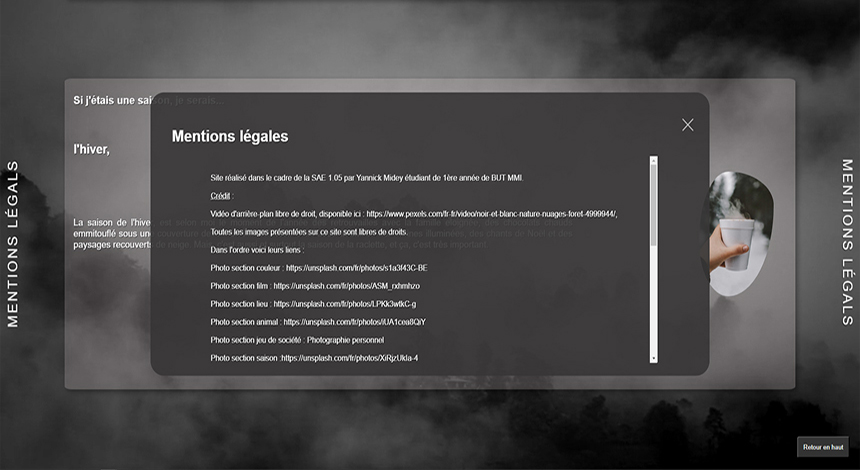 Si j'étais une saison, je serais...
Mentions légales
l'hiver,
Site réalisé dans le cadre de la SAE 1.05 par Yannick Midey étudiant de 1ère année de BUT MMI.
Crédit :
Vidéo d'arrière-plan libre de droit, disponible ici : https://www.pexels.com/fr-fr/video/noir-et-blanc-nature-nuages-foret-4999944/,
Toutes les images présentées sur ce site sont libres de droits.
Dans l'ordre voici leurs liens :
Photo section couleur : https://unsplash.com/fr/photos/s1a3I43C-BE
Photo section film : https://unsplash.com/fr/photos/ASM_rxhmhzo
Photo section lieu : https://unsplash.com/fr/photos/LPKk3wtkC-g
Photo section animal : https://unsplash.com/fr/photos/iUA1cea8QiY
Photo section jeu de société : Photographie personnel
Photo section saison :https://unsplash.com/fr/photos/XiRjzUkla-4
La saison de l'hiver
emmitouflé sous une couverture
paysages recouverts de neige.
MENTIONS LÉGALS
MENTIONS LÉGALS
Retour en haut